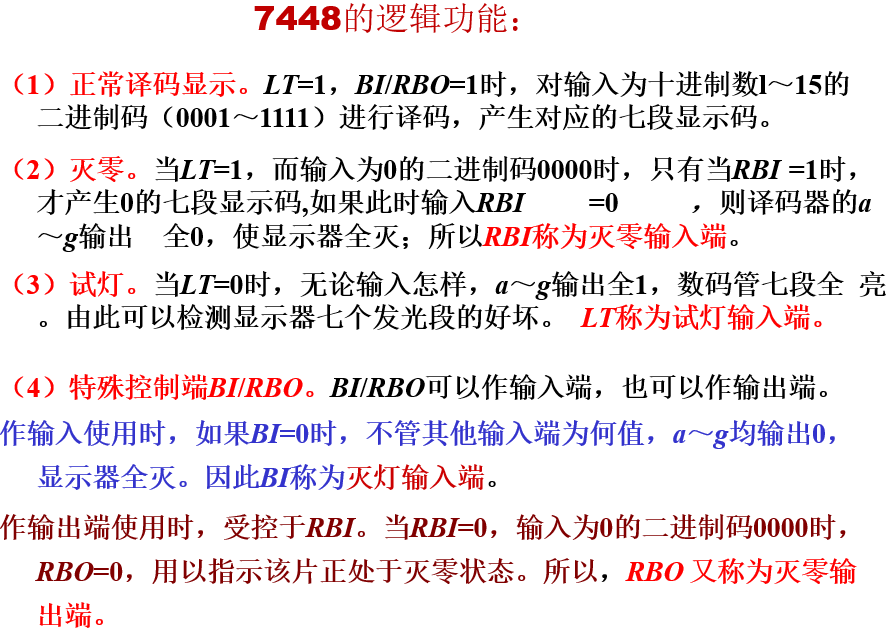 7448的逻辑功能：
（1）正常译码显示。LT=1，BI/RBO=1时，对输入为十进制数l～15的
二进制码（0001～1111）进行译码，产生对应的七段显示码。
（2）灭零。当LT=1，而输入为0的二进制码0000时，只有当RBI =1时，
才产生0的七段显示码,如果此时输入RBI =0 ，则译码器的a
～g输出 全0，使显示器全灭；所以RBI称为灭零输入端。
（3）试灯。当LT=0时，无论输入怎样，a～g输出全1，数码管七段全 亮
。由此可以检测显示器七个发光段的好坏。 LT称为试灯输入端。
（4）特殊控制端BI/RBO。BI/RBO可以作输入端，也可以作输出端。
作输入使用时，如果BI=0时，不管其他输入端为何值，a～g均输出0，
显示器全灭。因此BI称为灭灯输入端。
作输出端使用时，受控于RBI。当RBI=0，输入为0的二进制码0000时，
RBO=0，用以指示该片正处于灭零状态。所以，RBO 又称为灭零输
出端。